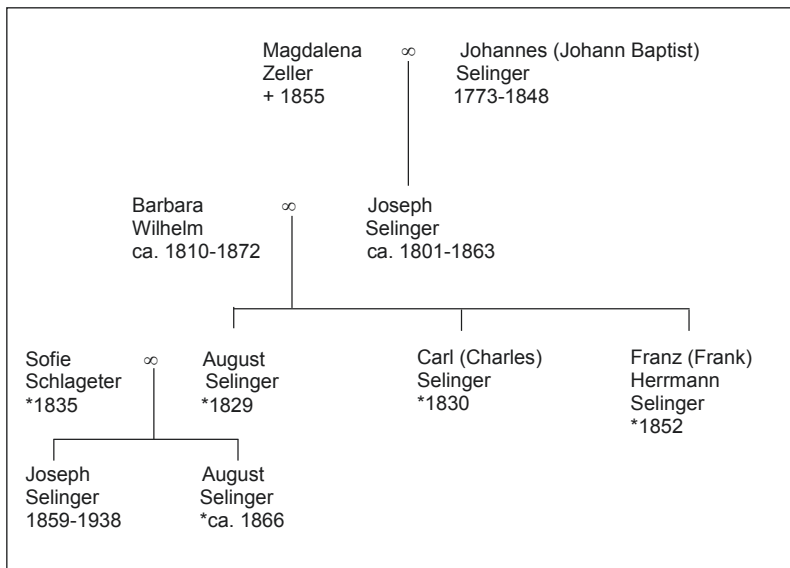 Magdalena
Zeller
+ 1855
∞
Johannes (Johann Baptist)
Selinger
1773-1848
Barbara
Wilhelm
ca. 1810-1872
∞
Joseph
Selinger
ca. 1801-1863
Sofie
Schlageter
*1835
∞
August
Selinger
*1829
Carl (Charles)
Selinger
*1830
Franz (Frank)
Herrmann
Selinger
*1852
Joseph
Selinger
1859-1938
August
Selinger
*ca. 1866